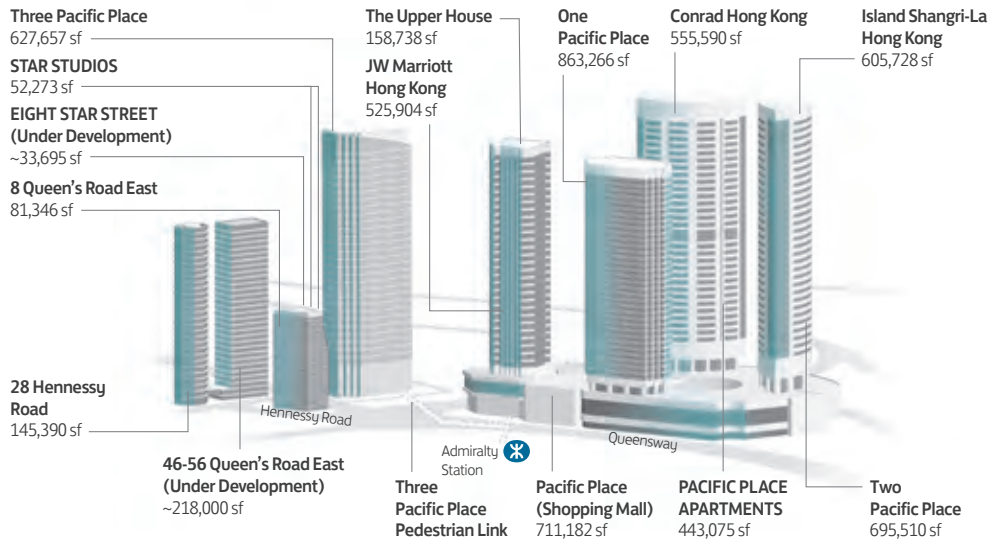 Three Pacific Place
627,657 sf
STAR STUDIOS
52,273 sf
EIGHT STAR STREET
(Under Development)
~33,695 sf
8 Queen's Road East
81,346 sf
The Upper House
158,738 sf
JW Marriott
Hong Kong
525,904 sf
One
Pacific Place
863,266 sf
Conrad Hong Kong
555,590 sf
Island Shangri-La
Hong Kong
605,728 sf
28 Hennessy
Road
145,390 sf
Hennessy Road
Queensway
Admiralty
Station
46-56 Queen's Road East
(Under Development)
~218,000 sf
Three
Pacific Place
Pedestrian Link
Pacific Place
(Shopping Mall)
711,182 sf
PACIFIC PLACE
APARTMENTS
443,075 sf
Two
Pacific Place
695,510 sf